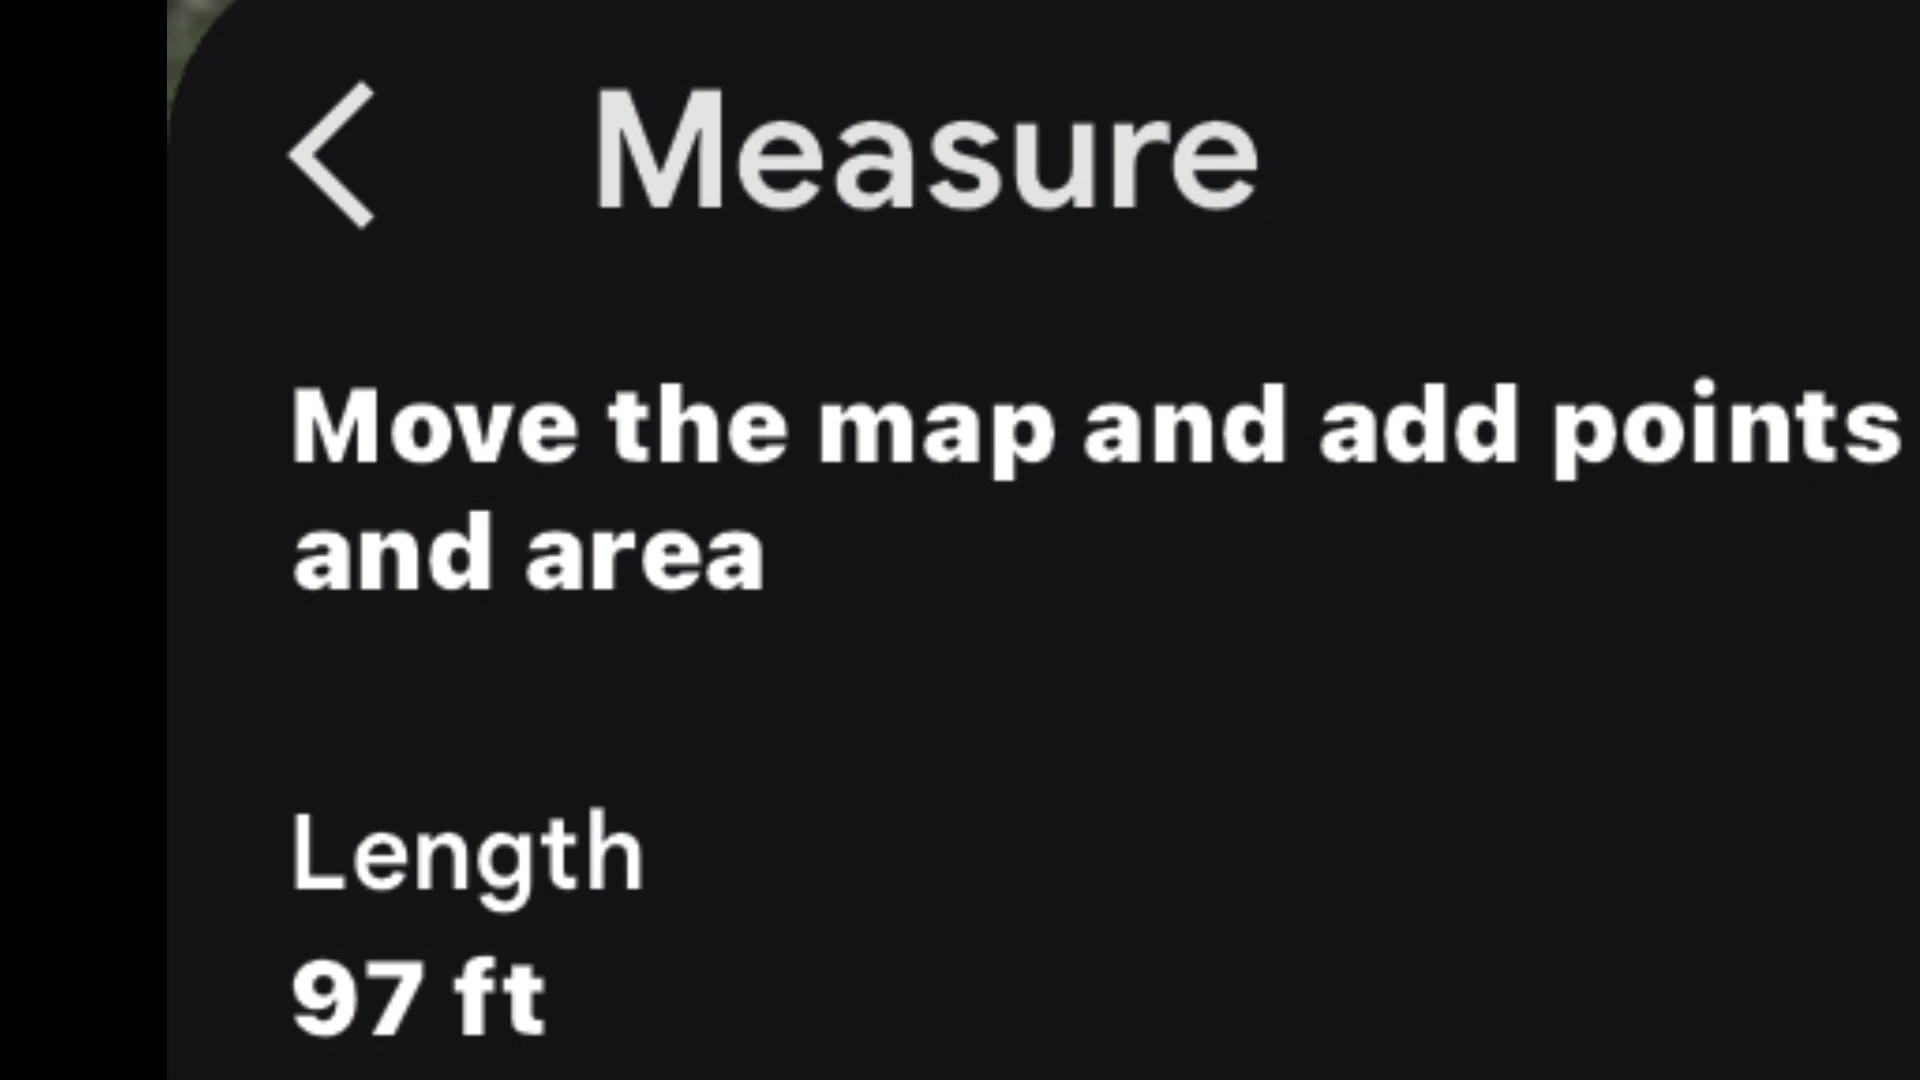 Measure
Move the map and add points
and area
Length
97 ft